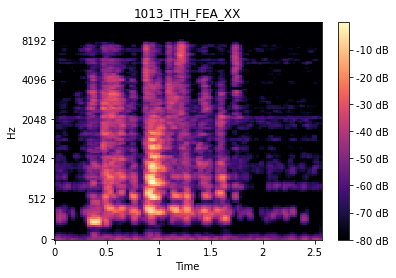 1013_ITH_FEA_XX
8192
4096
2048
1024
512
0
Hz
0
0.5
1
1.5
2
2.5
Time
-10 dB
-20 dB
-30 dB
-40 dB
-50 dB
-60 dB
-70 dB
-80 dB